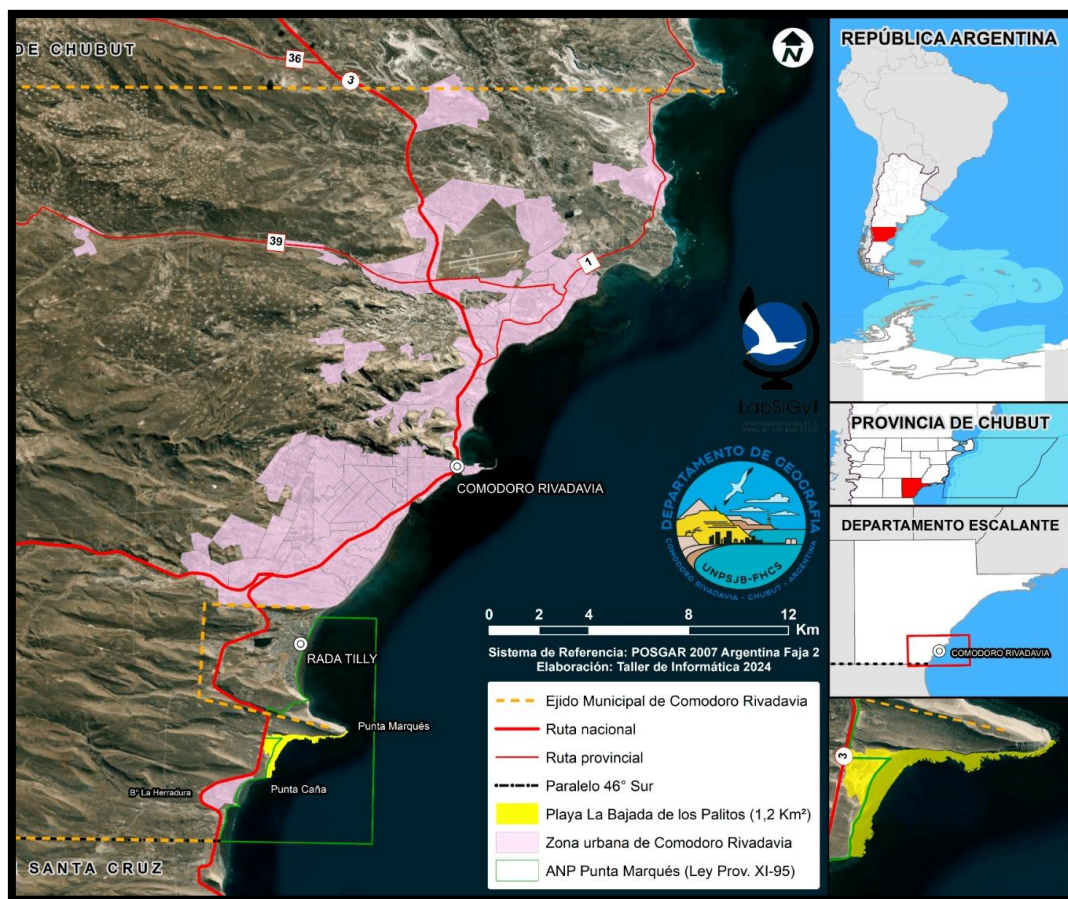 DE CHUBUT
36
3
N
39
1
COMODORO RIVADAVIA
RADA TILLY
Punta Marqués
Punta Caña
B° La Herradura
SANTA CRUZ
LabSIGyT
DEPARTAMENTO DE GEOGRAFIA
UNPSJB-FHCS
COMODORO RIVADAVIA - CHUBUT - ARGENTINA
0 2 4 8 12
Km
Sistema de Referencia: POSGAR 2007 Argentina Faja 2
Elaboración: Taller de Informática 2024
Ejido Municipal de Comodoro Rivadavia
Ruta nacional
Ruta provincial
Paralelo 46° Sur
Playa La Bajada de los Palitos (1,2 Km²)
Zona urbana de Comodoro Rivadavia
ANP Punta Marqués (Ley Prov. XI-95)
REPÚBLICA ARGENTINA
PROVINCIA DE CHUBUT
DEPARTAMENTO ESCALANTE
COMODORO RIVADAVIA
3